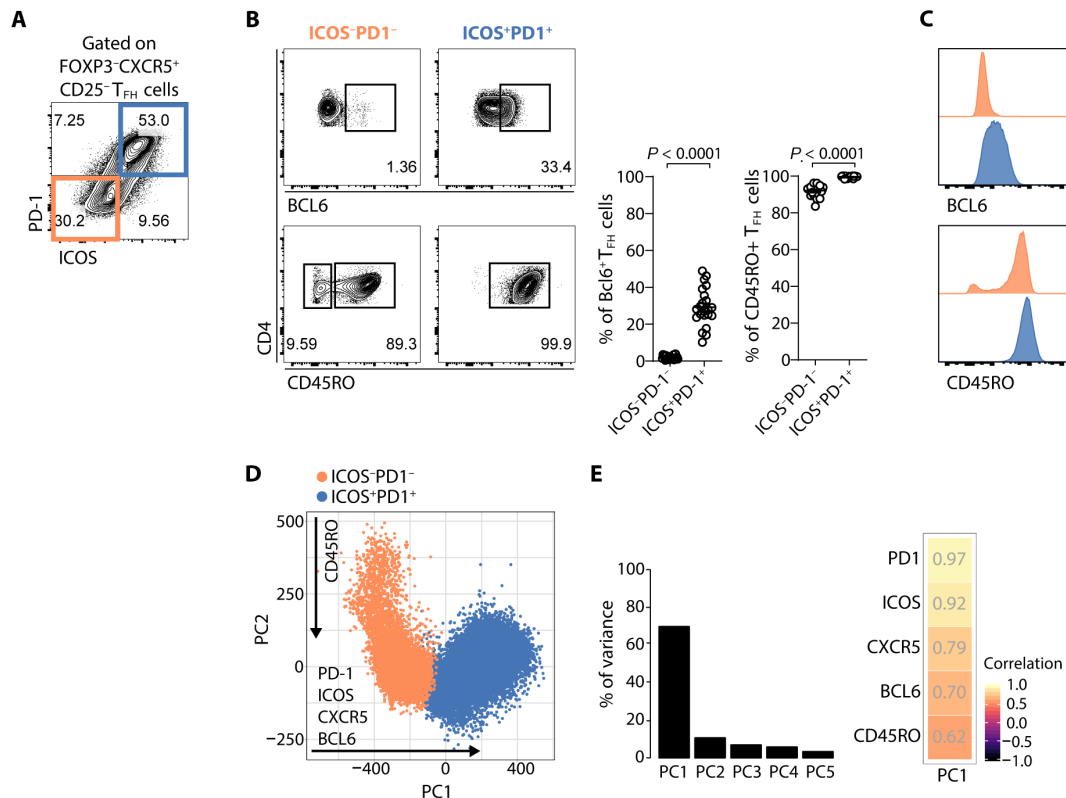 A
Gated on
FOXP3⁻CXCR5⁺
CD25⁻ T_FH cells
7.25
53.0
30.2
9.56
PD-1
ICOS
B
ICOS⁻PD1⁻
ICOS⁺PD1⁺
1.36
33.4
BCL6
9.59
89.3
99.9
CD4
CD45RO
P < 0.0001
100
80
60
40
20
0
% of Bcl6⁺T_FH cells
ICOS⁻PD-1⁻
ICOS⁺PD-1⁺
P < 0.0001
100
80
60
40
20
0
% of CD45RO+ T_FH cells
ICOS⁻PD-1⁻
ICOS⁺PD-1⁺
C
BCL6
CD45RO
D
ICOS⁻PD1⁻
ICOS⁺PD1⁺
500
250
0
−250
PC2
CD45RO
PD-1
ICOS
CXCR5
BCL6
−400
0
400
PC1
E
100
80
60
40
20
0
% of variance
PC1 PC2 PC3 PC4 PC5
PD1 0.97
ICOS 0.92
CXCR5 0.79
BCL6 0.70
CD45RO 0.62
PC1
Correlation
1.0
0.5
0.0
−0.5
−1.0